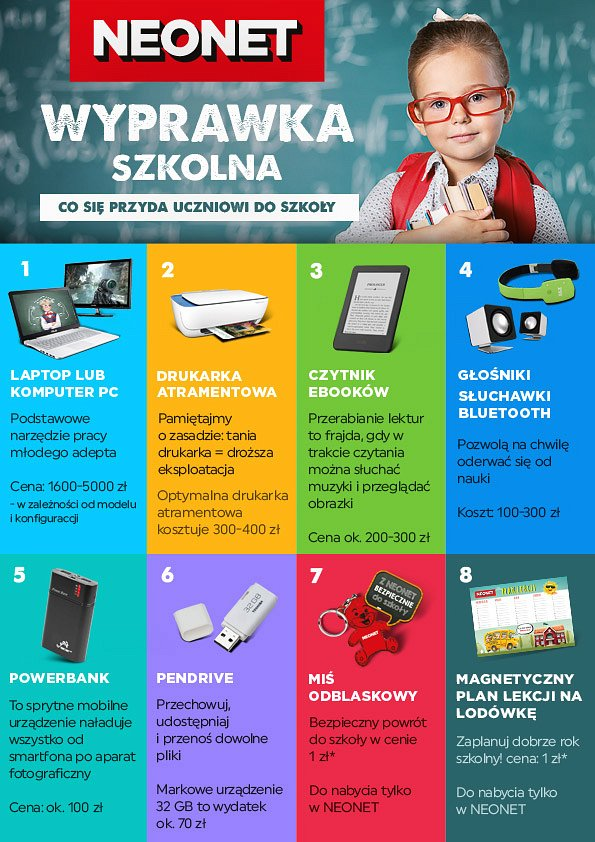 NEONET
WYPRAWKA
SZKOLNA
CO SIĘ PRZYDA UCZNIOWI DO SZKOŁY
1
LAPTOP LUB
KOMPUTER PC
Podstawowe
narzędzie pracy
młodego adepta
Cena: 1600-5000 zł
- w zależności od modelu
i konfiguraccji
2
DRUKARKA
ATRAMENTOWA
Pamiętajmy
o zasadzie: tania
drukarka = droższa
eksploatacja
Optymalna drukarka
atramentowa
kosztuje 300-400 zł
3
CZYTNIK
EBOOKÓW
Przerabianie lektur
to frajda, gdy w
trakcie czytania
można słuchać
muzyki i przeglądać
obrazki
Cena ok. 200-300 zł
4
GŁOŚNIKI
SŁUCHAWKI
BLUETOOTH
Pozwolą na chwilę
oderwać się od
nauki
Koszt: 100-300 zł
5
POWERBANK
To sprytne mobilne
urządzenie naładuje
wszystko od
smartfona po aparat
fotograficzny
Cena: ok. 100 zł
6
32GB
TOSHIBA
PENDRIVE
Przechowuj,
udostępniaj
i przenoś dowolne
pliki
Markowe urządzenie
32 GB to wydatek
ok. 70 zł
7
Z NEONET
BEZPIECZNIE
do szkoły
NEONET
MIŚ
ODBLASKOWY
Bezpieczny powrót
do szkoły w cenie
1 zł*
Do nabycia tylko
w NEONET
8
NEONET
PLAN LEKCJI
MAGNETYCZNY
PLAN LEKCJI NA
LODÓWKĘ
Zaplanuj dobrze rok
szkolny! cena: 1 zł*
Do nabycia tylko
w NEONET